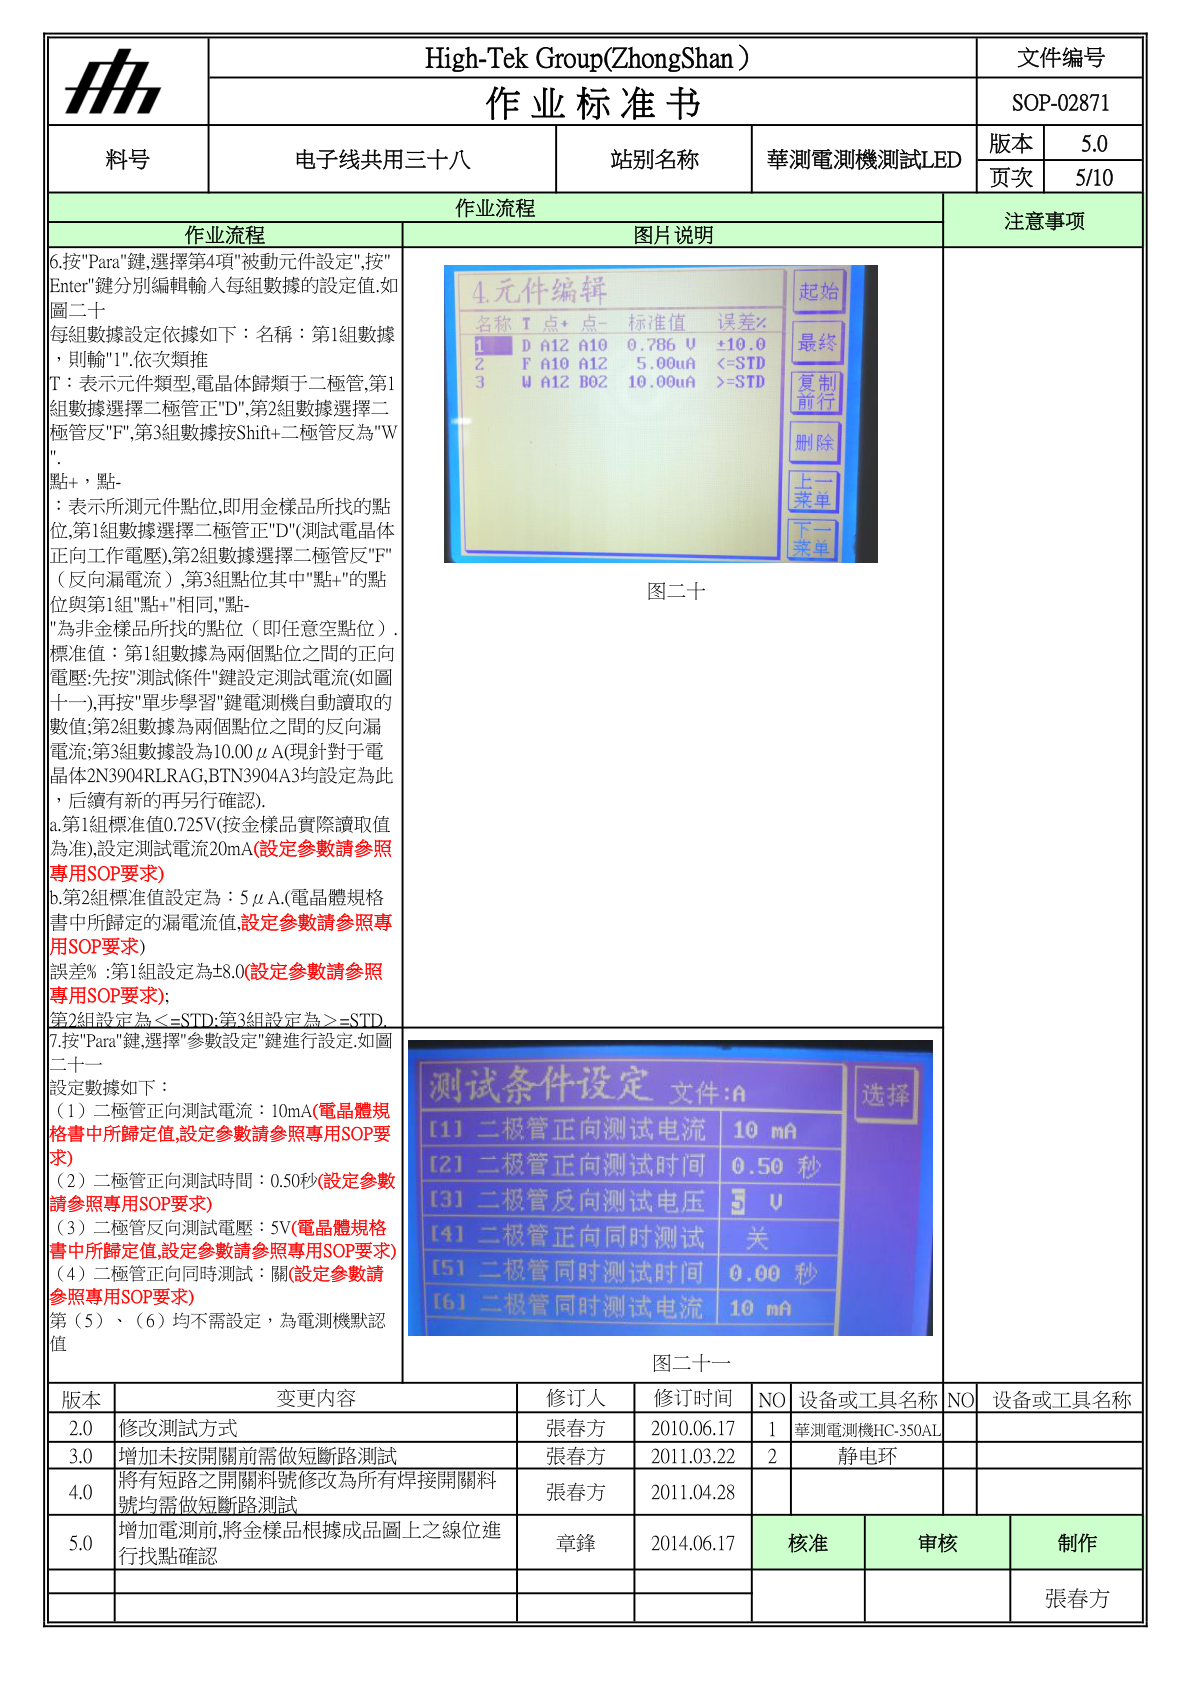 High-Tek Group(ZhongShan）
文件编号
作 业 标 准 书
SOP-02871
料号
电子线共用三十八
站别名称
華測電測機測試LED
版本
5.0
页次
5/10
作业流程
注意事项
作业流程
图片说明
6.按"Para"鍵,選擇第4項"被動元件設定",按"
Enter"鍵分別編輯輸入每組數據的設定值.如
圖二十
每組數據設定依據如下：名稱：第1組數據
，則輸"1".依次類推
T：表示元件類型,電晶体歸類于二極管,第1
組數據選擇二極管正"D",第2組數據選擇二
極管反"F",第3組數據按Shift+二極管反為"W
".
點+，點-
：表示所測元件點位,即用金樣品所找的點
位,第1組數據選擇二極管正"D"(測試電晶体
正向工作電壓),第2組數據選擇二極管反"F"
（反向漏電流）,第3組點位其中"點+"的點
位與第1組"點+"相同,"點-
"為非金樣品所找的點位（即任意空點位）.
標准值：第1組數據為兩個點位之間的正向
電壓:先按"測試條件"鍵設定測試電流(如圖
十一),再按"單步學習"鍵電測機自動讀取的
數值;第2組數據為兩個點位之間的反向漏
電流;第3組數據設為10.00μA(現針對于電
晶体2N3904RLRAG,BTN3904A3均設定為此
，后續有新的再另行確認).
a.第1組標准值0.725V(按金樣品實際讀取值
為准),設定測試電流20mA(設定參數請參照
專用SOP要求)
b.第2組標准值設定為：5μA.(電晶體規格
書中所歸定的漏電流值,設定參數請參照專
用SOP要求)
誤差% :第1組設定為±8.0(設定參數請參照
專用SOP要求);
第2組設定為＜=STD;第3組設定為＞=STD.
4.元件编辑
名称 T 点+ 点- 标准值 误差%
1 D A12 A10 0.786 V ±10.0
2 F A10 A12 5.00uA <=STD
3 W A12 B02 10.00uA >=STD
起始
最终
复制
前行
删除
上一
菜单
下一
菜单
图二十
7.按"Para"鍵,選擇"參數設定"鍵進行設定.如圖
二十一
設定數據如下：
（1）二極管正向測試電流：10mA(電晶體規
格書中所歸定值,設定參數請參照專用SOP要
求)
（2）二極管正向測試時間：0.50秒(設定參數
請參照專用SOP要求)
（3）二極管反向測試電壓：5V(電晶體規格
書中所歸定值,設定參數請參照專用SOP要求)
（4）二極管正向同時測試：關(設定參數請
參照專用SOP要求)
第（5）、（6）均不需設定，為電測機默認
值
测试条件设定 文件:A
选择
[1] 二极管正向测试电流 10 mA
[2] 二极管正向测试时间 0.50 秒
[3] 二极管反向测试电压 5 V
[4] 二极管正向同时测试 关
[5] 二极管同时测试时间 0.00 秒
[6] 二极管同时测试电流 10 mA
图二十一
版本 变更内容 修订人 修订时间 NO 设备或工具名称 NO 设备或工具名称
2.0 修改測試方式 張春方 2010.06.17 1 華測電測機HC-350AL
3.0 增加未按開關前需做短斷路測試 張春方 2011.03.22 2 静电环
4.0 將有短路之開關料號修改為所有焊接開關料
號均需做短斷路測試 張春方 2011.04.28
5.0 增加電測前,將金樣品根據成品圖上之線位進
行找點確認 章鋒 2014.06.17
核准
审核
制作
張春方